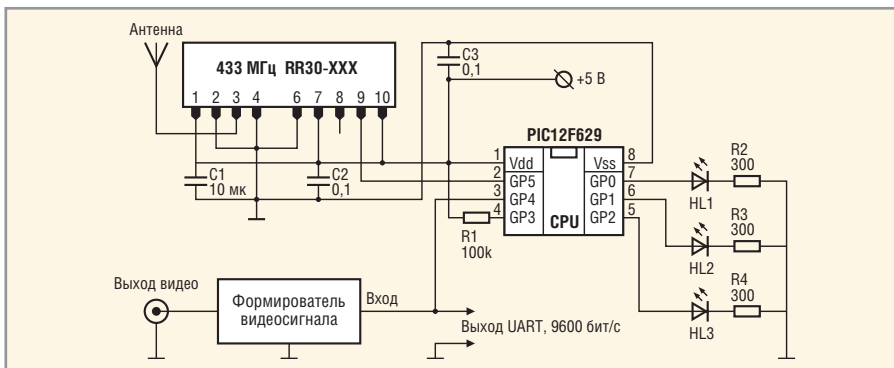 Антенна
433 МГц RR30-XXX
1 2 3 4 6 7 8 9 10
C3
0,1
+5 В
PIC12F629
C1
10 мк
C2
0,1
1 Vdd Vss 8
2 GP5 GP0 7
3 GP4 GP1 6
4 GP3 CPU GP2 5
R1
100k
HL1
R2
300
HL2
R3
300
HL3
R4
300
Выход видео
Формирователь
видеосигнала
Вход
Выход UART, 9600 бит/с